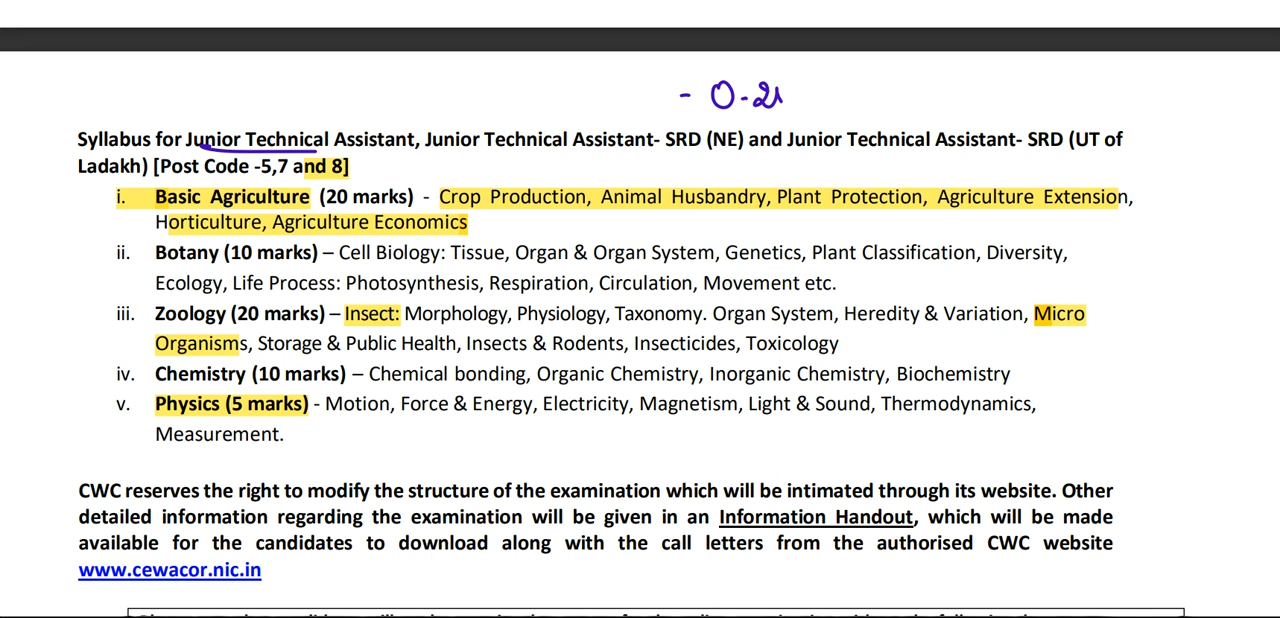 - 0.21
Syllabus for Junior Technical Assistant, Junior Technical Assistant- SRD (NE) and Junior Technical Assistant- SRD (UT of
Ladakh) [Post Code -5,7 and 8]
i. Basic Agriculture (20 marks) - Crop Production, Animal Husbandry, Plant Protection, Agriculture Extension,
Horticulture, Agriculture Economics
ii. Botany (10 marks) – Cell Biology: Tissue, Organ & Organ System, Genetics, Plant Classification, Diversity,
Ecology, Life Process: Photosynthesis, Respiration, Circulation, Movement etc.
iii. Zoology (20 marks) – Insect: Morphology, Physiology, Taxonomy. Organ System, Heredity & Variation, Micro
Organisms, Storage & Public Health, Insects & Rodents, Insecticides, Toxicology
iv. Chemistry (10 marks) – Chemical bonding, Organic Chemistry, Inorganic Chemistry, Biochemistry
v. Physics (5 marks) - Motion, Force & Energy, Electricity, Magnetism, Light & Sound, Thermodynamics,
Measurement.
CWC reserves the right to modify the structure of the examination which will be intimated through its website. Other
detailed information regarding the examination will be given in an Information Handout, which will be made
available for the candidates to download along with the call letters from the authorised CWC website
www.cewacor.nic.in